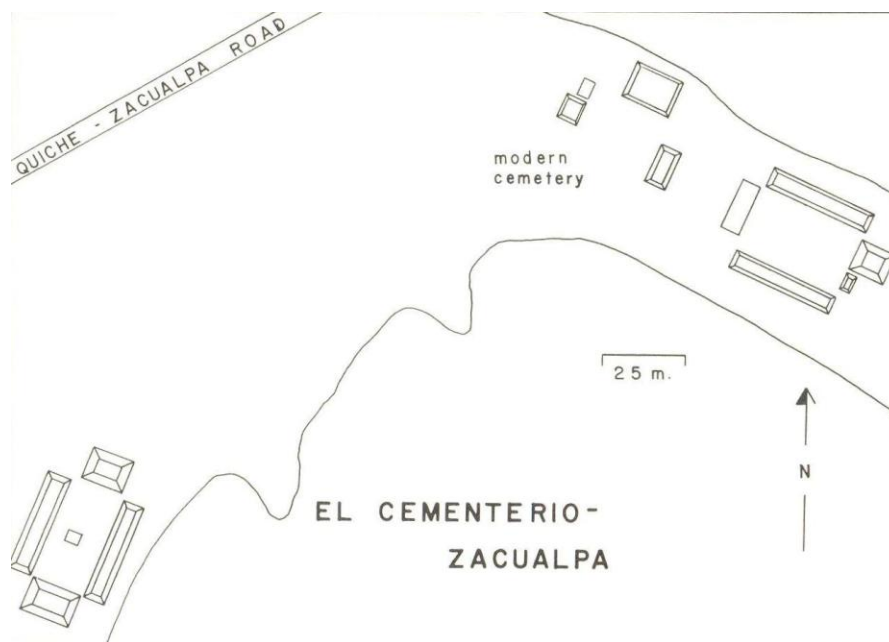 QUICHE - ZACUALPA ROAD
modern
cemetery
25 m.
N
EL CEMENTERIO-
ZACUALPA